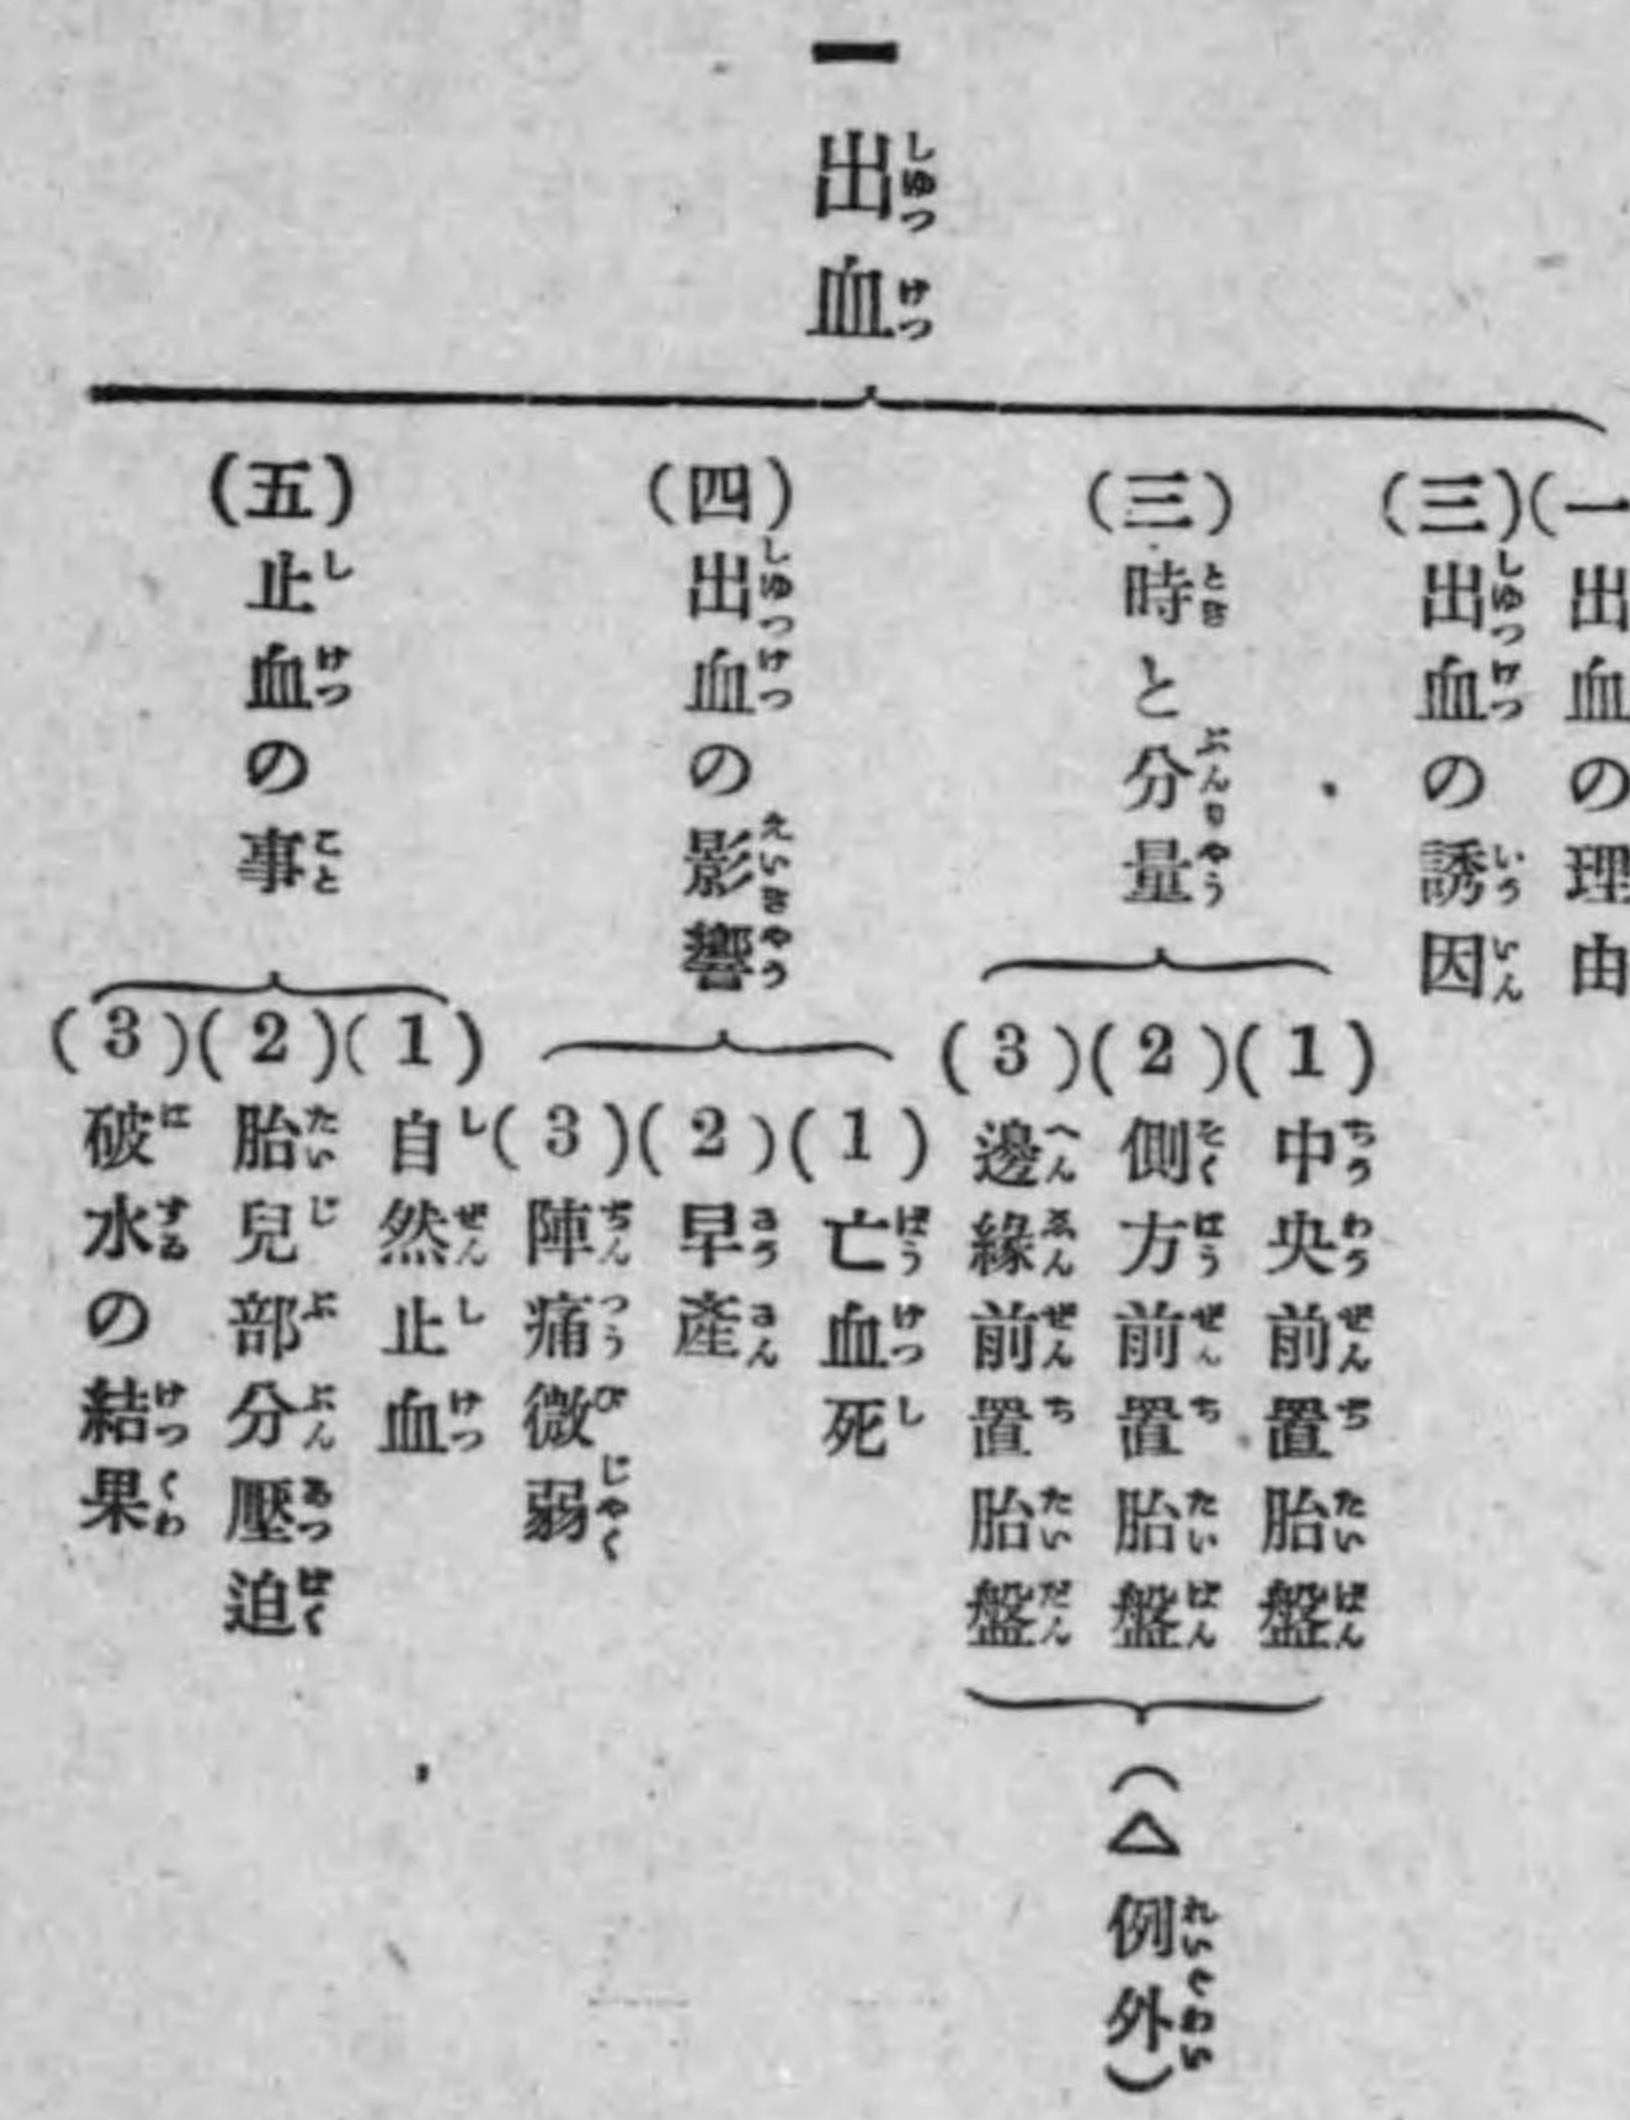 一 出血
(一 出血の理由
(三) 出血の誘因
(三) 時と分量
(1) 中央前置胎盤
(2) 側方前置胎盤
(3) 邊緣前置胎盤
(△例外)
(四) 出血の影響
(1) 亡血死
(2) 早產
(3) 陣痛微弱
(五) 止血の事
(1) 自然止血
(2) 胎兒部分壓迫
(3) 破水の結果